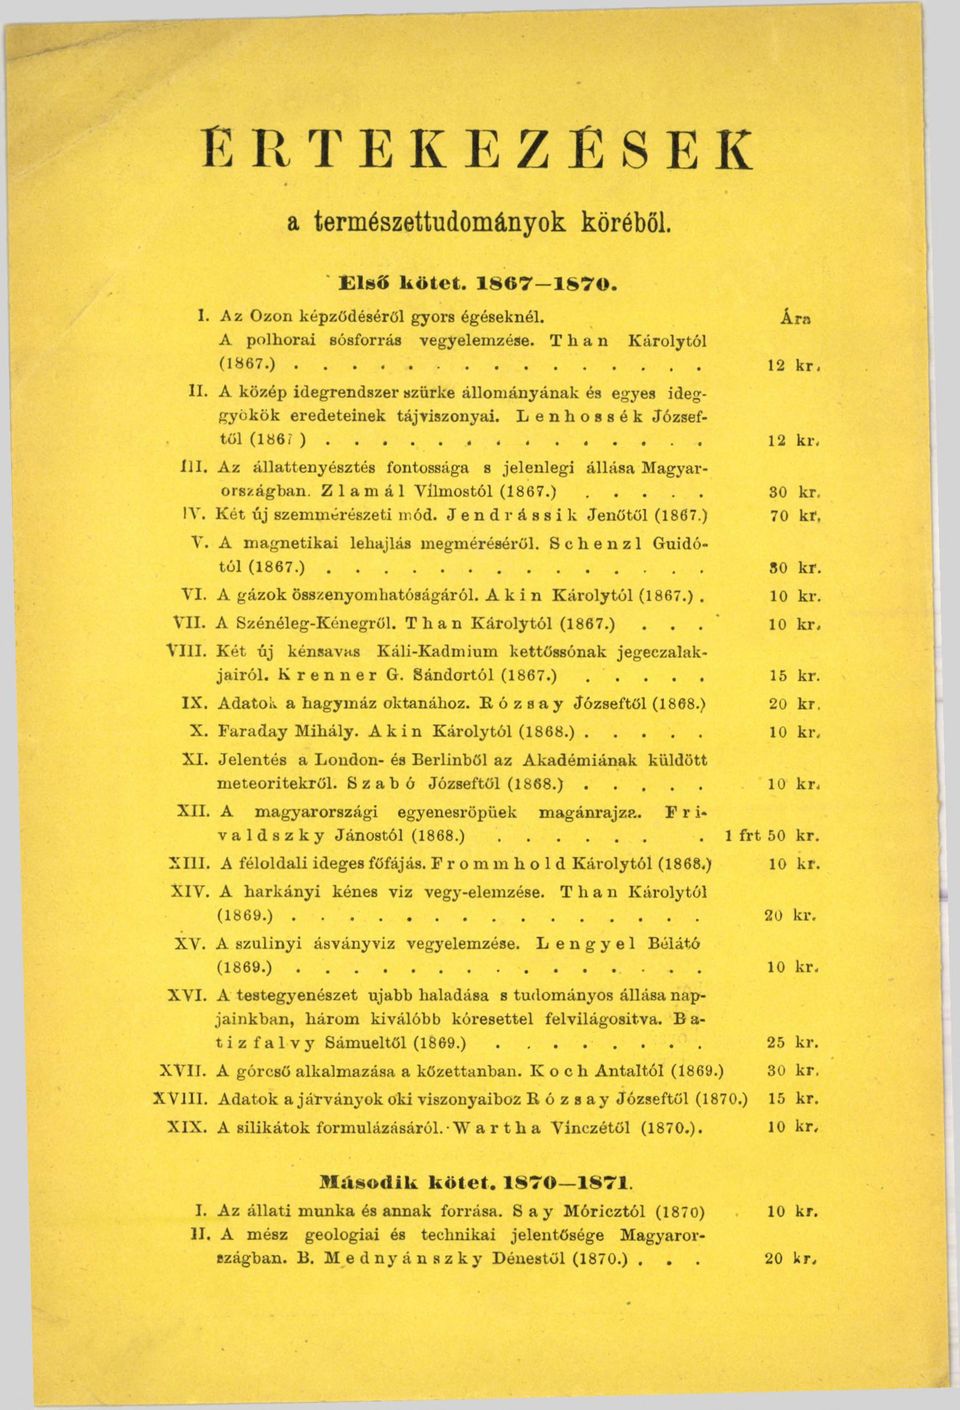 ÉRTEKEZÉSEK
a természettudományok köréből.
Első kötet. 1867—1870.
I. Az Ozon képződéséről gyors égéseknél. Ára
A polhorai sósforrás vegyelemzése. Than Károlytól
(1867.) . . . . . . . . . . . . . . . 12 kr.
II. A közép idegrendszer szürke állományának és egyes ideg-
gyökök eredeteinek tájviszonyai. Lenhossék József-
től (1867) . . . . . . . . . . . . . . 12 kr.
III. Az állattenyésztés fontossága s jelenlegi állása Magyar-
országban. Zlamál Vilmostól (1867.) . . . . . 30 kr.
IV. Két új szemmérészeti mód. Jendrássik Jenőtől (1867.) 70 kr.
V. A magnetikai lehajlás megméréséről. Schenzl Guidó-
tól (1867.) . . . . . . . . . . . . . . 30 kr.
VI. A gázok összenyomhatóságáról. Akin Károlytól (1867.) . 10 kr.
VII. A Szénéleg-Kénegről. Than Károlytól (1867.) . . . 10 kr.
VIII. Két új kénsavas Káli-Kadmium kettőssónak jegeczalak-
jairól. Krenner G. Sándortól (1867.) . . . . . 15 kr.
IX. Adatok a hagymáz oktanához. Rózsay Józseftől (1868.) 20 kr.
X. Faraday Mihály. Akin Károlytól (1868.) . . . . . 10 kr.
XI. Jelentés a London- és Berlinből az Akadémiának küldött
meteoritekről. Szabó Józseftől (1868.) . . . . . 10 kr.
XII. A magyarországi egyenesröpüek magánrajza. Fri-
valdszky Jánostól (1868.) . . . . . . . 1 frt 50 kr.
XIII. A féloldali ideges főfájás. Frommhold Károlytól (1868.) 10 kr.
XIV. A harkányi kénes viz vegy-elemzése. Than Károlytól
(1869.) . . . . . . . . . . . . . . . 20 kr.
XV. A szulinyi ásványviz vegyelemzése. Lengyel Bélától
(1869.) . . . . . . . . . . . . . . . 10 kr.
XVI. A testegyenészet ujabb haladása s tudományos állása nap-
jainkban, három kiválóbb kóresettel felvilágositva. Ba-
tizfalvy Sámueltől (1869.) . . . . . . . . 25 kr.
XVII. A górcső alkalmazása a kőzettanban. Koch Antaltól (1869.) 30 kr.
XVIII. Adatok a járványok oki viszonyaihoz Rózsay Józseftől (1870.) 15 kr.
XIX. A silikátok formulázásáról. Wartha Vinczétől (1870.). 10 kr.
Második kötet. 1870—1871.
I. Az állati munka és annak forrása. Say Móricztól (1870) 10 kr.
II. A mész geologiai és technikai jelentősége Magyaror-
szágban. B. Mednyánszky Dénestől (1870.) . . . 20 kr.